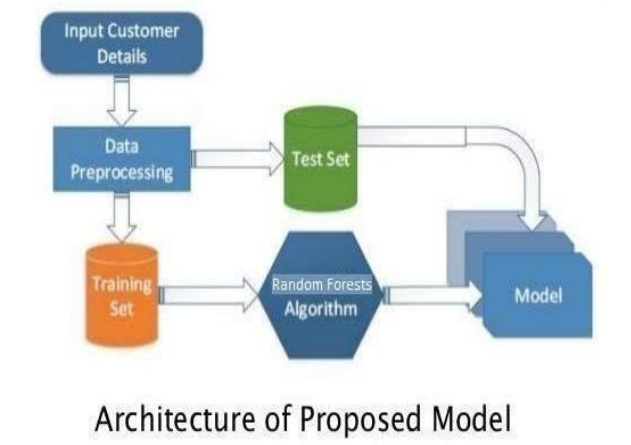 Input Customer
Details
Data
Preprocessing
Test Set
Training
Set
Random Forests
Algorithm
Model
Architecture of Proposed Model